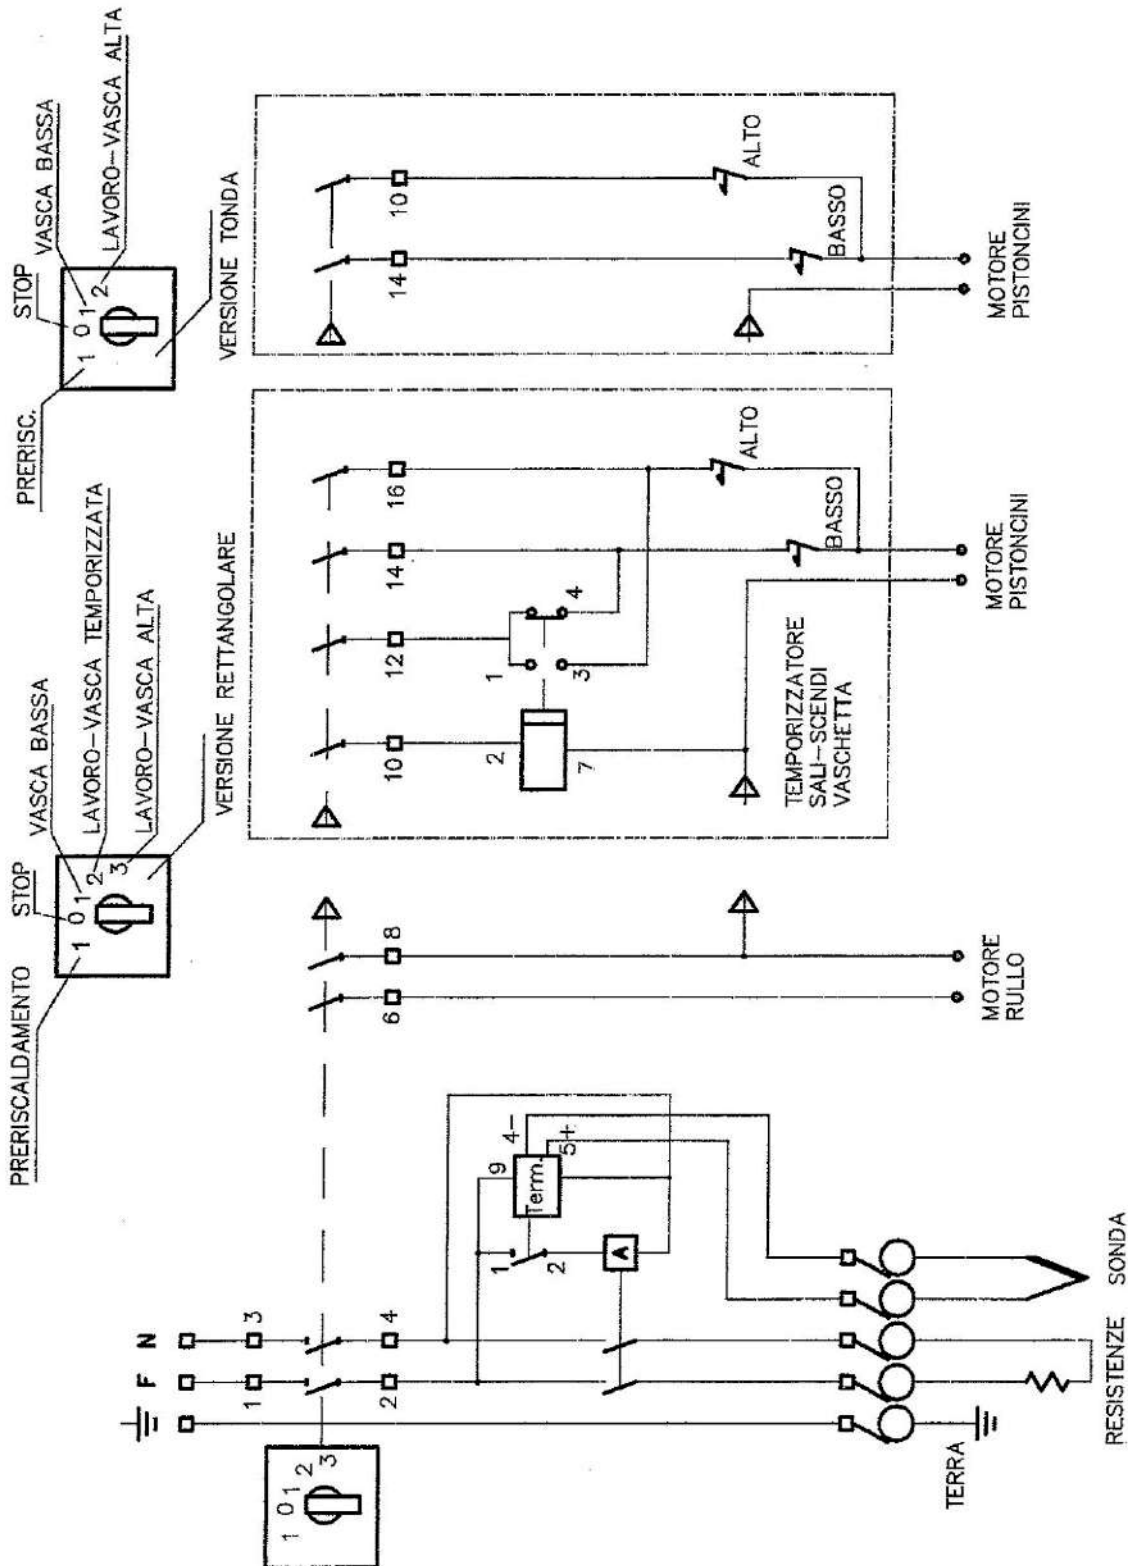 PRERISCALDAMENTO
STOP
VASCA BASSA
LAVORO-VASCA TEMPORIZZATA
LAVORO-VASCA ALTA
1 0 1 2 3
VERSIONE RETTANGOLARE
PRERISC.
STOP
VASCA BASSA
LAVORO-VASCA ALTA
1 0 1 2
VERSIONE TONDA
1 0 1 2 3
F N
1 3
2 4
1
2
9
Term.
4-
5+
A
TERRA
RESISTENZE
SONDA
6 8
MOTORE
RULLO
10 12 14 16
2
7
1
3
4
TEMPORIZZATORE
SALI-SCENDI
VASCHETTA
BASSO
ALTO
MOTORE
PISTONCINI
14 10
BASSO
ALTO
MOTORE
PISTONCINI